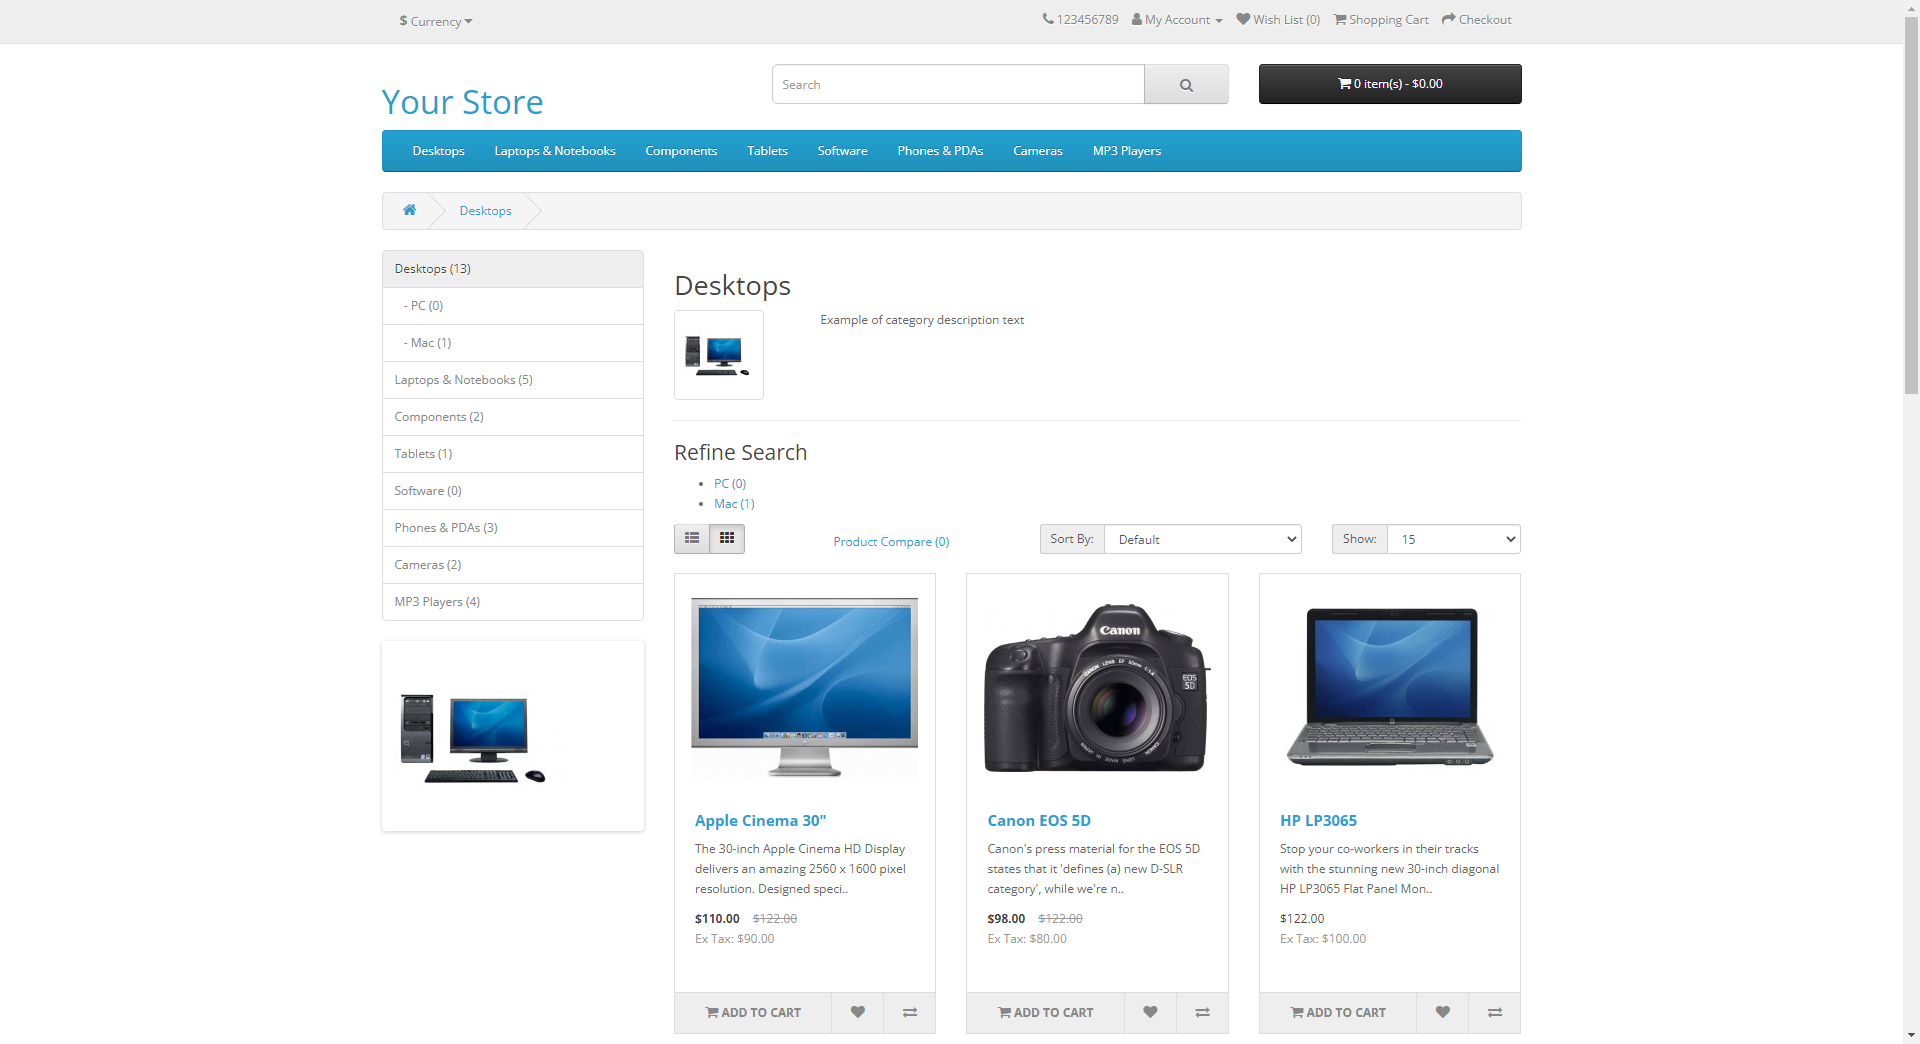 $ Currency
123456789 My Account Wish List (0) Shopping Cart Checkout
Your Store
Search
0 item(s) - $0.00
Desktops Laptops & Notebooks Components Tablets Software Phones & PDAs Cameras MP3 Players
Desktops
Desktops (13)
- PC (0)
- Mac (1)
Laptops & Notebooks (5)
Components (2)
Tablets (1)
Software (0)
Phones & PDAs (3)
Cameras (2)
MP3 Players (4)
Desktops
Example of category description text
Refine Search
PC (0)
Mac (1)
Product Compare (0)
Sort By: Default
Show: 15
Apple Cinema 30"
The 30-inch Apple Cinema HD Display
delivers an amazing 2560 x 1600 pixel
resolution. Designed speci..
$110.00 $122.00
Ex Tax: $90.00
ADD TO CART
Canon
EOS
5D
Canon EOS 5D
Canon's press material for the EOS 5D
states that it 'defines (a) new D-SLR
category', while we're n..
$98.00 $122.00
Ex Tax: $80.00
ADD TO CART
HP LP3065
Stop your co-workers in their tracks
with the stunning new 30-inch diagonal
HP LP3065 Flat Panel Mon..
$122.00
Ex Tax: $100.00
ADD TO CART